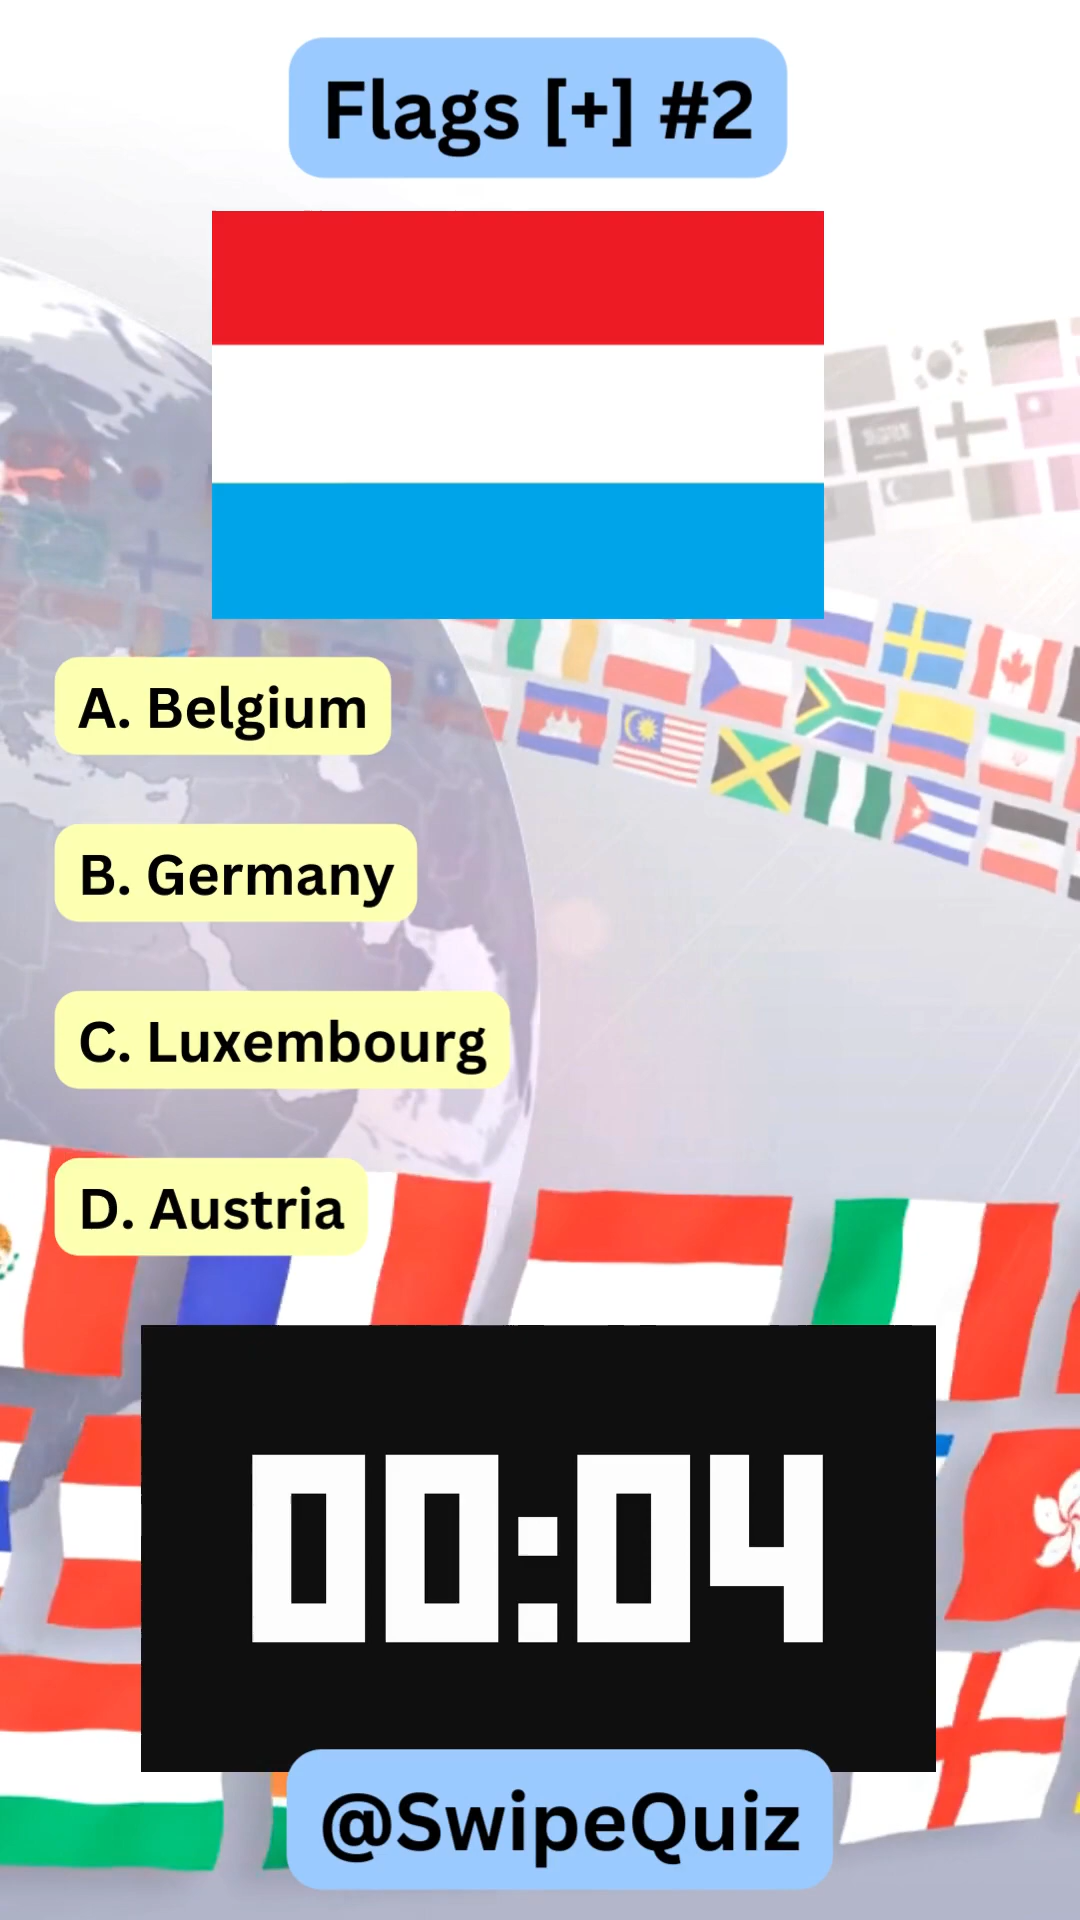 Flags [+] #2
A. Belgium
B. Germany
C. Luxembourg
D. Austria
00:04
@SwipeQuiz